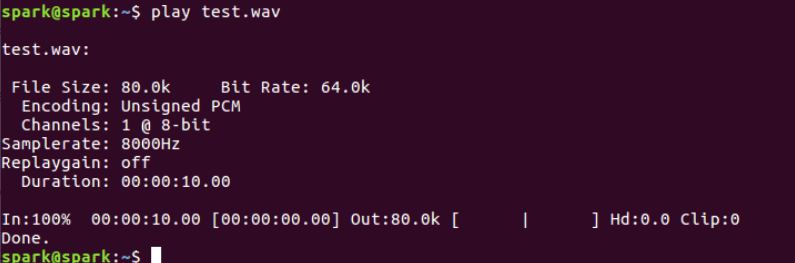 spark@spark:~$ play test.wav
test.wav:
File Size: 80.0k     Bit Rate: 64.0k
Encoding: Unsigned PCM
Channels: 1 @ 8-bit
Samplerate: 8000Hz
Replaygain: off
Duration: 00:00:10.00
In:100%  00:00:10.00 [00:00:00.00] Out:80.0k [      |      ] Hd:0.0 Clip:0
Done.
spark@spark:~$